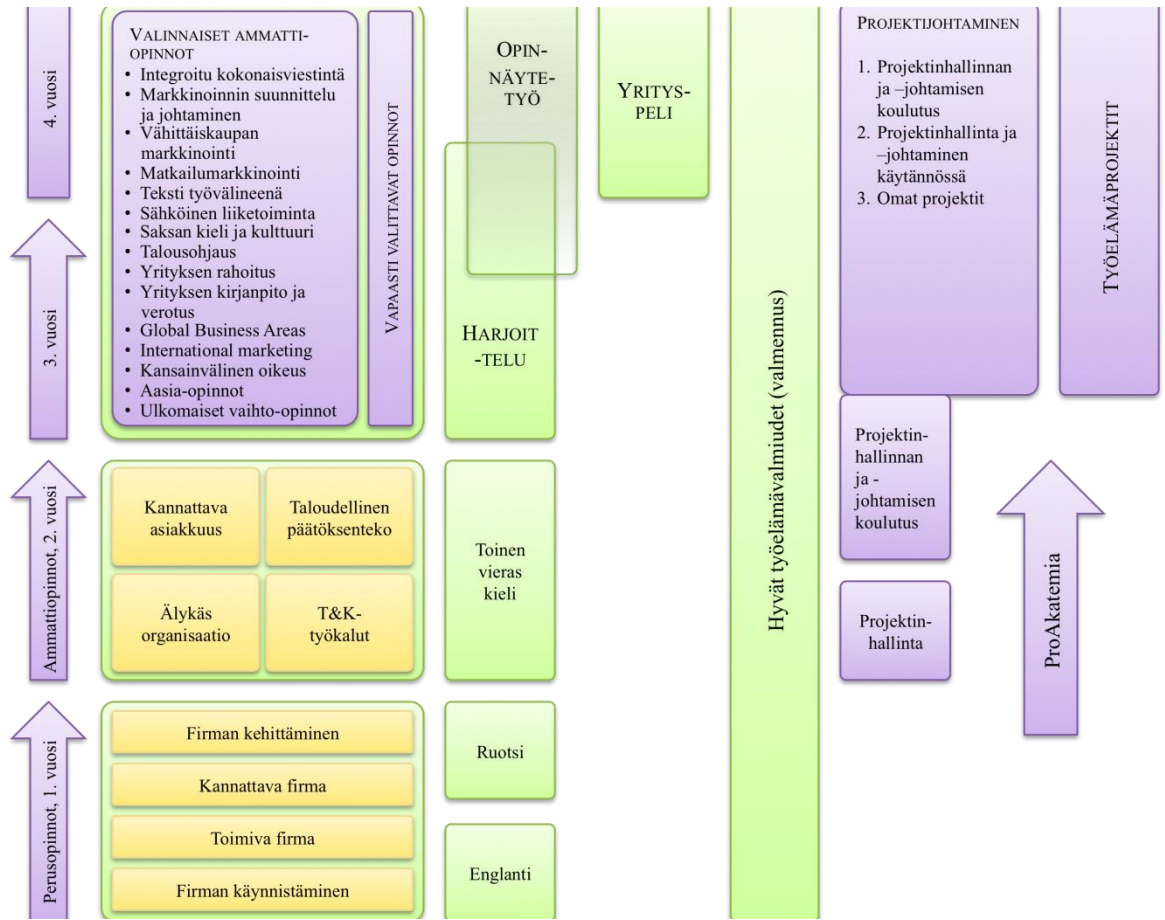 4. vuosi
VALINNAISET AMMATTI-
OPINNOT
• Integroitu kokonaisviestintä
• Markkinoinnin suunnittelu
ja johtaminen
• Vähittäiskaupan
markkinointi
• Matkailumarkkinointi
• Teksti työvälineenä
• Sähköinen liiketoiminta
• Saksan kieli ja kulttuuri
• Talousohjaus
• Yrityksen rahoitus
• Yrityksen kirjanpito ja
verotus
• Global Business Areas
• International marketing
• Kansainvälinen oikeus
• Aasia-opinnot
• Ulkomaiset vaihto-opinnot
VAPAASTI VALITTAVAT OPINNOT
OPIN-
NÄYTE-
TYÖ
YRITYS-
PELI
PROJEKTIJOHTAMINEN
1. Projektinhallinnan
ja –johtamisen
koulutus
2. Projektinhallinta ja
–johtaminen
käytännössä
3. Omat projektit
TYÖELÄMÄPROJEKTIT
3. vuosi
HARJOIT
-TELU
Hyvät työelämävalmiudet (valmennus)
Ammattiopinnot, 2. vuosi
Kannattava
asiakkuus
Taloudellinen
päätöksenteko
Älykäs
organisaatio
T&K-
työkalut
Toinen
vieras
kieli
Projektin-
hallinnan
ja -
johtamisen
koulutus
Projektin-
hallinta
ProAkatemia
Perusopinnot, 1. vuosi
Firman kehittäminen
Kannattava firma
Toimiva firma
Firman käynnistäminen
Ruotsi
Englanti